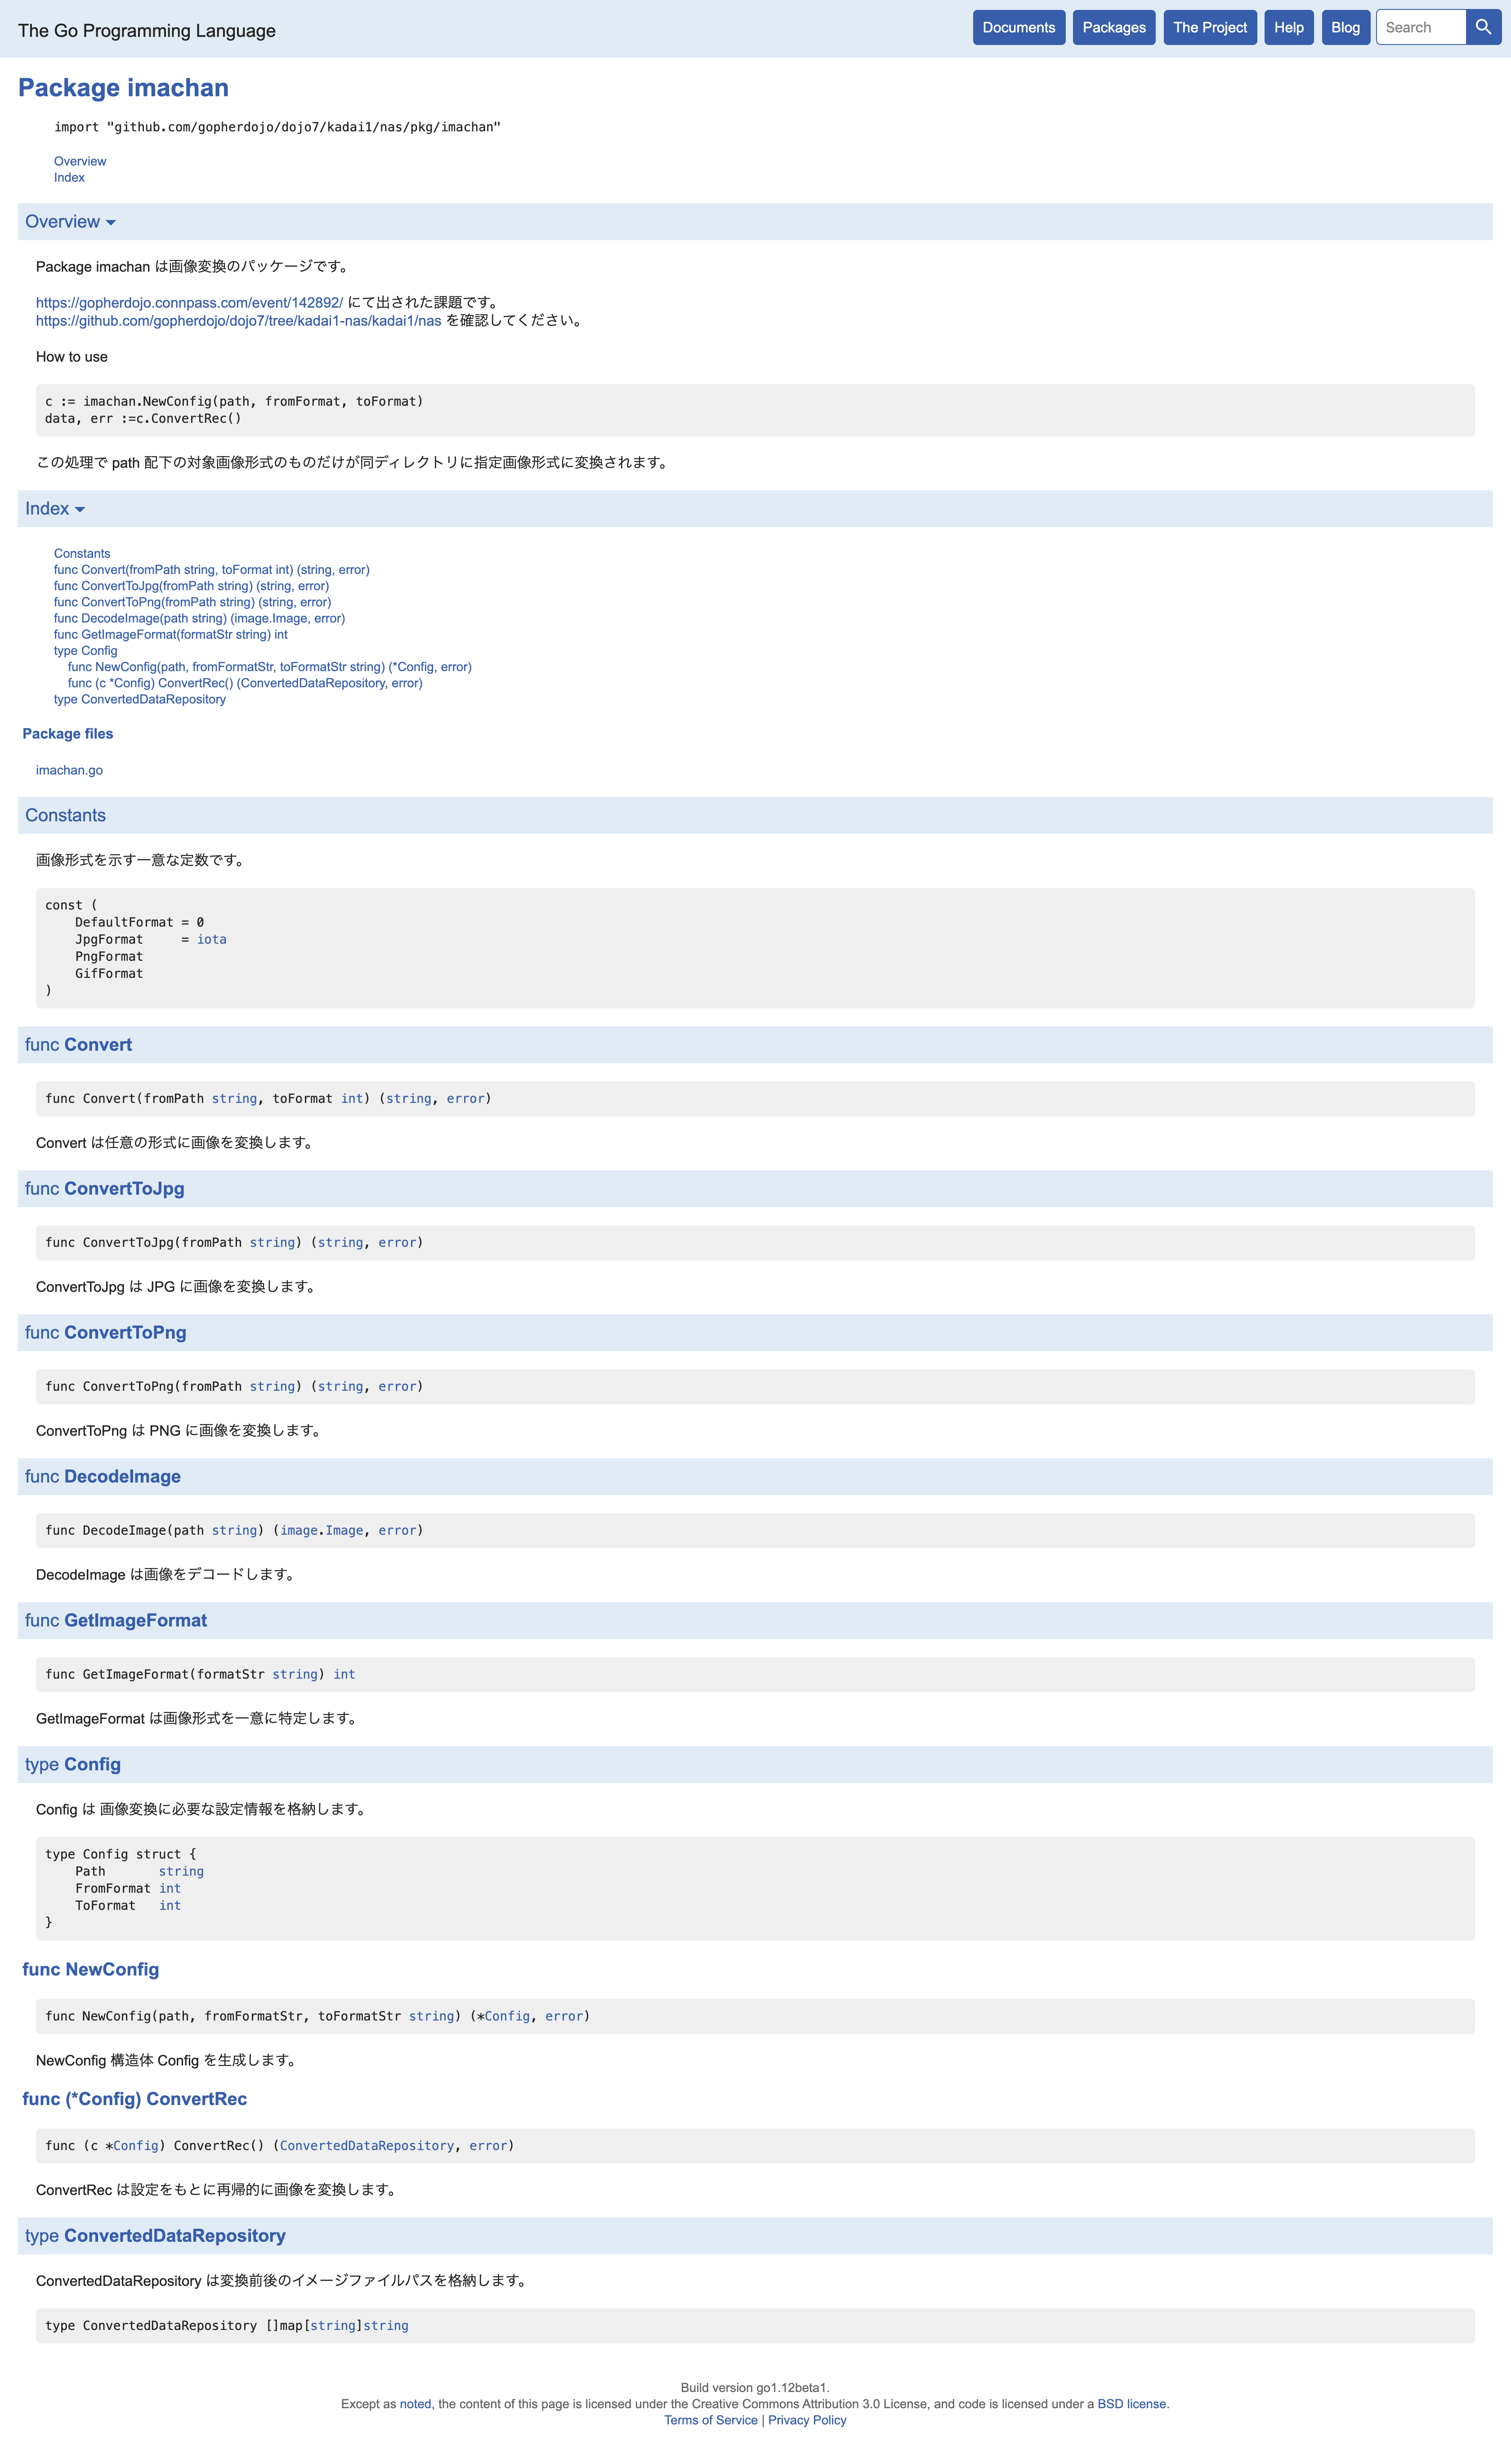 The Go Programming Language
Documents Packages The Project Help Blog Search
Package imachan
import "github.com/gopherdojo/dojo7/kadai1/nas/pkg/imachan"
Overview
Index
Overview
Package imachan は画像変換のパッケージです。
https://gopherdojo.connpass.com/event/142892/ にて出された課題です。
https://github.com/gopherdojo/dojo7/tree/kadai1-nas/kadai1/nas を確認してください。
How to use
c := imachan.NewConfig(path, fromFormat, toFormat)
data, err :=c.ConvertRec()
この処理で path 配下の対象画像形式のものだけが同ディレクトリに指定画像形式に変換されます。
Index
Constants
func Convert(fromPath string, toFormat int) (string, error)
func ConvertToJpg(fromPath string) (string, error)
func ConvertToPng(fromPath string) (string, error)
func DecodeImage(path string) (image.Image, error)
func GetImageFormat(formatStr string) int
type Config
func NewConfig(path, fromFormatStr, toFormatStr string) (*Config, error)
func (c *Config) ConvertRec() (ConvertedDataRepository, error)
type ConvertedDataRepository
Package files
imachan.go
Constants
画像形式を示す一意な定数です。
const (
DefaultFormat = 0
JpgFormat     = iota
PngFormat
GifFormat
)
func Convert
func Convert(fromPath string, toFormat int) (string, error)
Convert は任意の形式に画像を変換します。
func ConvertToJpg
func ConvertToJpg(fromPath string) (string, error)
ConvertToJpg は JPG に画像を変換します。
func ConvertToPng
func ConvertToPng(fromPath string) (string, error)
ConvertToPng は PNG に画像を変換します。
func DecodeImage
func DecodeImage(path string) (image.Image, error)
DecodeImage は画像をデコードします。
func GetImageFormat
func GetImageFormat(formatStr string) int
GetImageFormat は画像形式を一意に特定します。
type Config
Config は 画像変換に必要な設定情報を格納します。
type Config struct {
Path       string
FromFormat int
ToFormat   int
}
func NewConfig
func NewConfig(path, fromFormatStr, toFormatStr string) (*Config, error)
NewConfig 構造体 Config を生成します。
func (*Config) ConvertRec
func (c *Config) ConvertRec() (ConvertedDataRepository, error)
ConvertRec は設定をもとに再帰的に画像を変換します。
type ConvertedDataRepository
ConvertedDataRepository は変換前後のイメージファイルパスを格納します。
type ConvertedDataRepository []map[string]string
Build version go1.12beta1.
Except as noted, the content of this page is licensed under the Creative Commons Attribution 3.0 License, and code is licensed under a BSD license.
Terms of Service | Privacy Policy